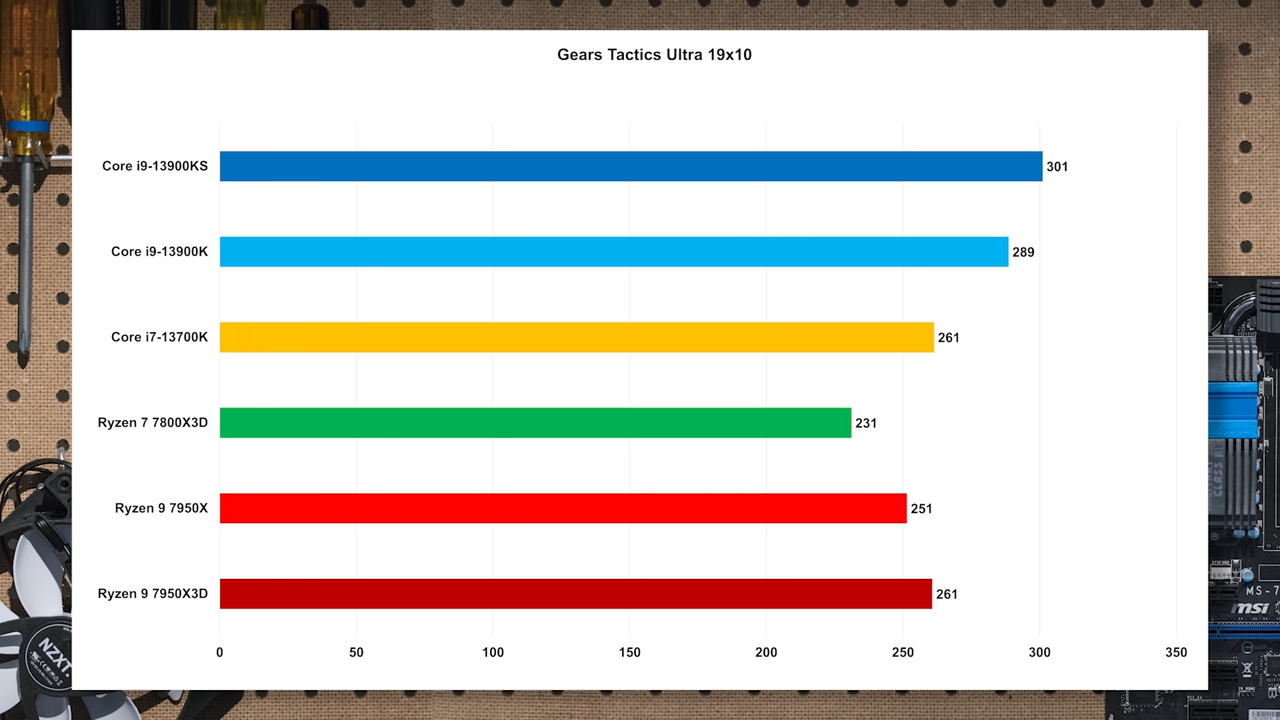 Gears Tactics Ultra 19x10
Core i9-13900KS 301
Core i9-13900K 289
Core i7-13700K 261
Ryzen 7 7800X3D 231
Ryzen 9 7950X 251
Ryzen 9 7950X3D 261
0 50 100 150 200 250 300 350
NZXT
MS-7
msi